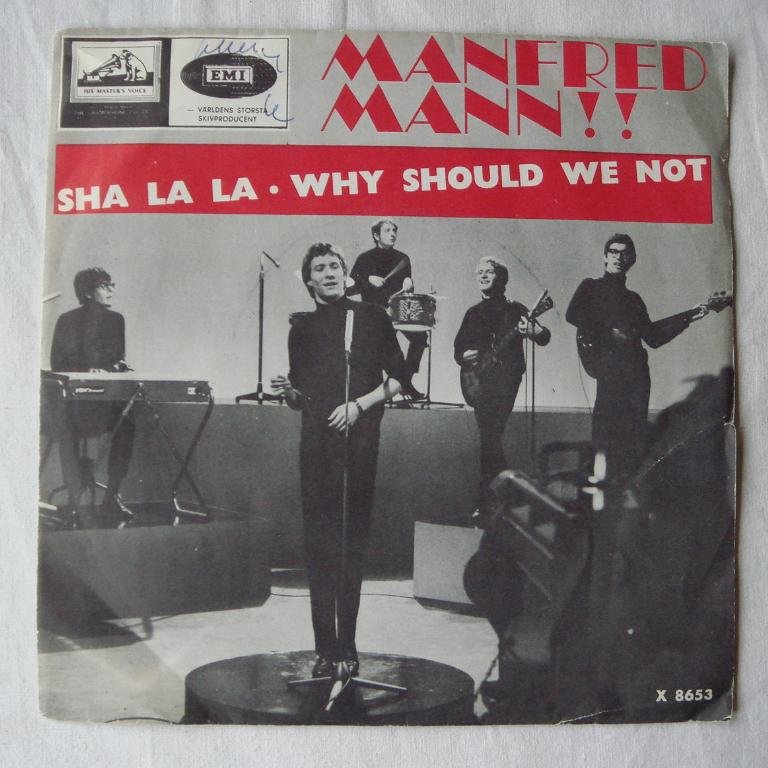 HIS MASTER'S VOICE
EMI
— VÄRLDENS STÖRSTA
SKIVPRODUCENT
MANFRED
MANN!!
SHA LA LA • WHY SHOULD WE NOT
X 8653